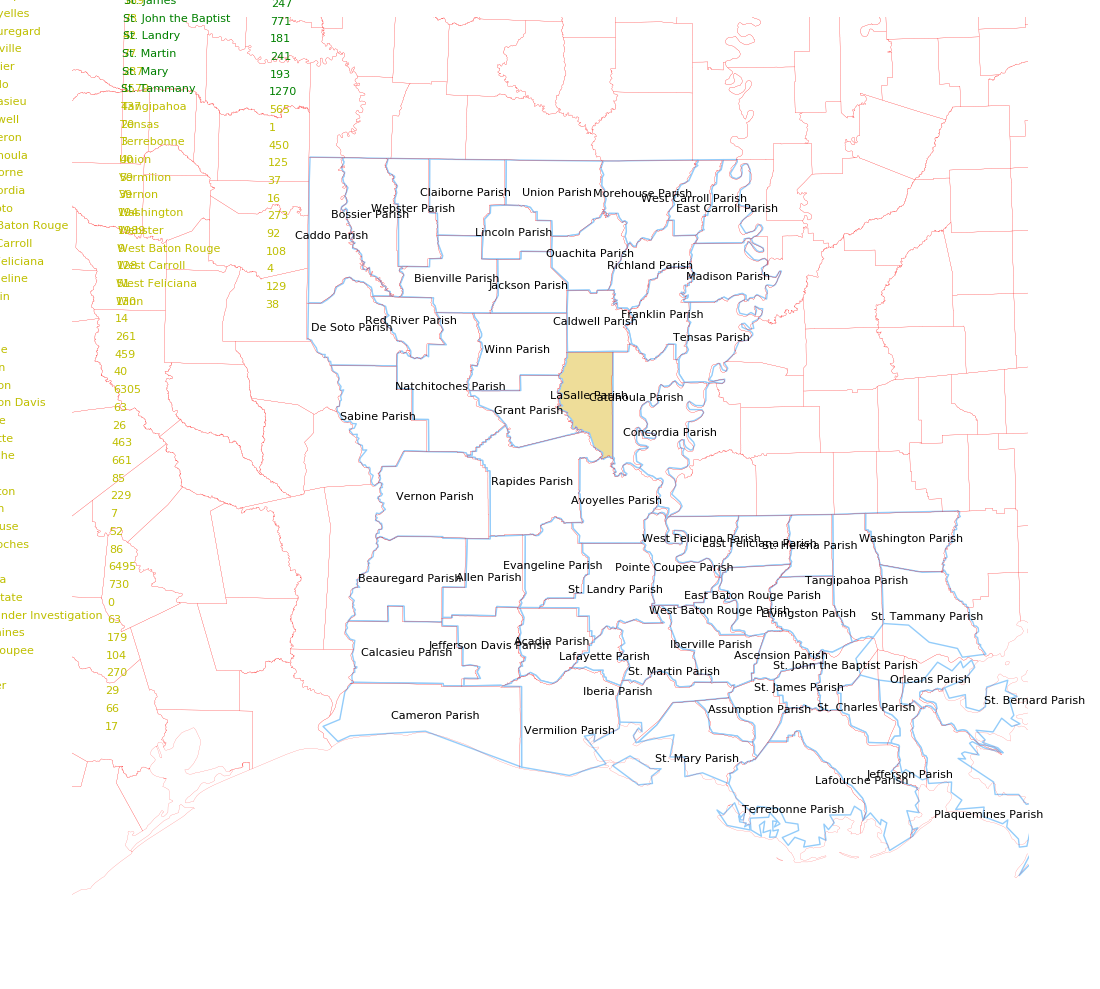 yelles
uregard
ville
ier
lo
asieu
well
eron
houla
orne
ordia
oto
Baton Rouge
Carroll
Feliciana
eline
in
e
n
on
on Davis
e
tte
he
ton
n
use
oches
a
tate
nder Investigation
ines
oupee
er
14
261
459
40
6305
63
26
463
661
85
229
7
52
86
6495
730
0
63
179
104
270
29
66
17
St. James 247
St. John the Baptist 771
St. Landry 181
St. Martin 241
St. Mary 193
St. Tammany 1270
Tangipahoa 565
Tensas 1
Terrebonne 450
Union 125
Vermilion 37
Vernon 16
Washington 273
Webster 92
West Baton Rouge 108
West Carroll 4
West Feliciana 129
Winn 38
Claiborne Parish
Union Parish
Morehouse Parish
West Carroll Parish
East Carroll Parish
Webster Parish
Bossier Parish
Caddo Parish
Lincoln Parish
Ouachita Parish
Richland Parish
Madison Parish
Bienville Parish
Jackson Parish
Franklin Parish
Red River Parish
Caldwell Parish
De Soto Parish
Tensas Parish
Winn Parish
Natchitoches Parish
LaSalle Parish
Catahoula Parish
Grant Parish
Sabine Parish
Concordia Parish
Rapides Parish
Vernon Parish
Avoyelles Parish
West Feliciana Parish
East Feliciana Parish
St. Helena Parish
Washington Parish
Evangeline Parish
Pointe Coupee Parish
Beauregard Parish
Allen Parish
Tangipahoa Parish
St. Landry Parish
East Baton Rouge Parish
West Baton Rouge Parish
Livingston Parish
St. Tammany Parish
Acadia Parish
Jefferson Davis Parish
Iberville Parish
Calcasieu Parish
Lafayette Parish
Ascension Parish
St. John the Baptist Parish
St. Martin Parish
Orleans Parish
Iberia Parish
St. James Parish
St. Bernard Parish
Assumption Parish
St. Charles Parish
Cameron Parish
Vermilion Parish
St. Mary Parish
Jefferson Parish
Lafourche Parish
Terrebonne Parish
Plaquemines Parish